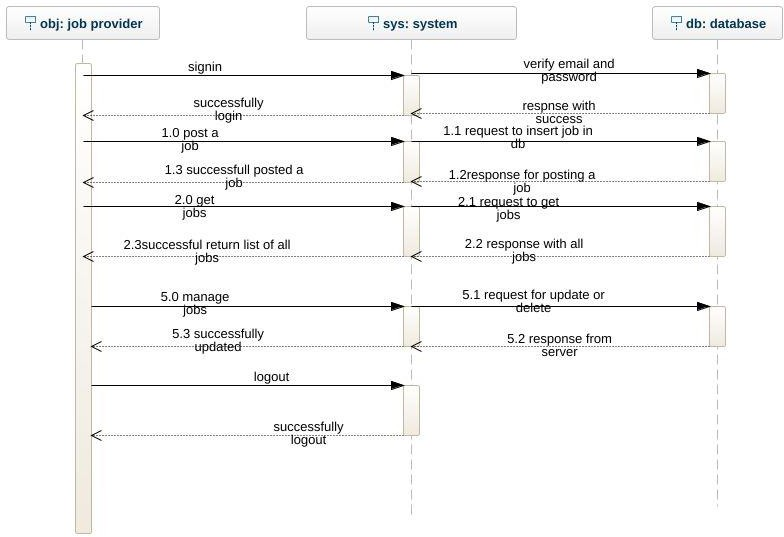 obj: job provider
sys: system
db: database
signin
verify email and
password
successfully
login
respnse with
success
1.0 post a
job
1.1 request to insert job in
db
1.3 successfull posted a
job
1.2response for posting a
job
2.0 get
jobs
2.1 request to get
jobs
2.3successful return list of all
jobs
2.2 response with all
jobs
5.0 manage
jobs
5.1 request for update or
delete
5.3 successfully
updated
5.2 response from
server
logout
successfully
logout